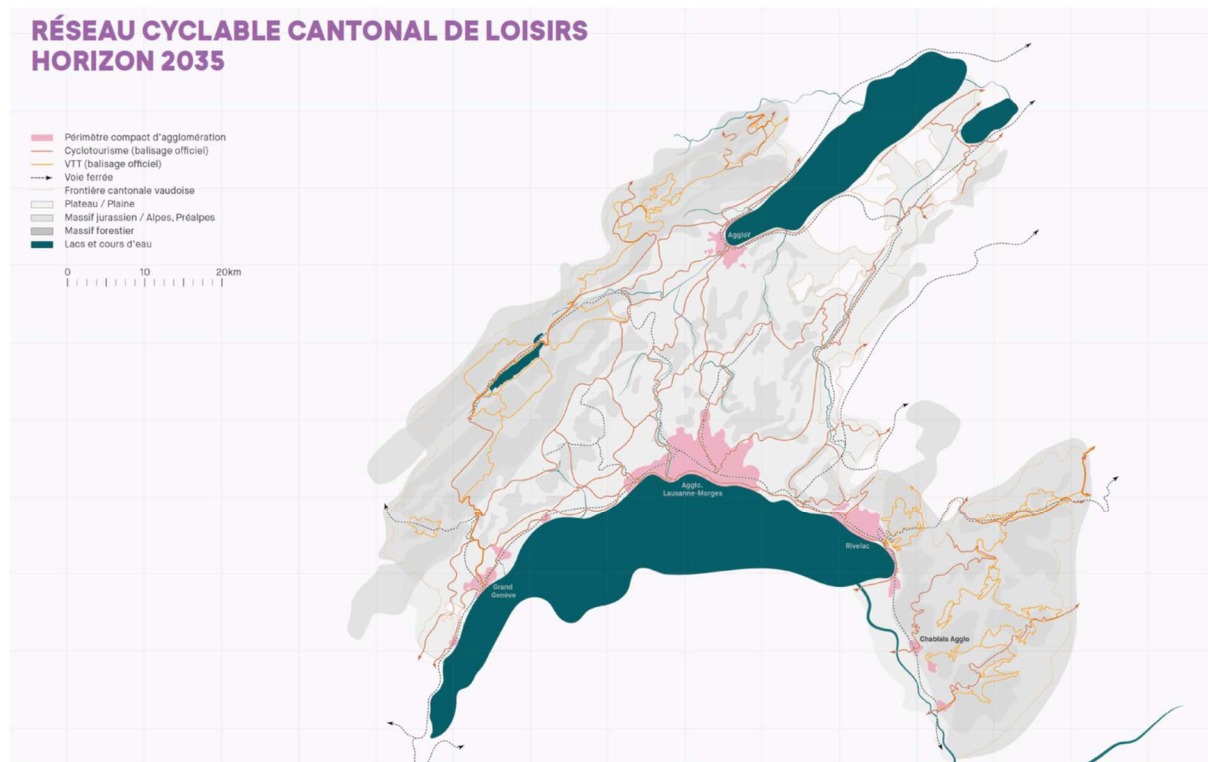 RÉSEAU CYCLABLE CANTONAL DE LOISIRS
HORIZON 2035
Périmètre compact d'agglomération
Cyclotourisme (balisage officiel)
VTT (balisage officiel)
Voie ferrée
Frontière cantonale vaudoise
Plateau / Plaine
Massif jurassien / Alpes, Préalpes
Massif forestier
Lacs et cours d'eau
0 10 20km
AggloY
Agglo.
Lausanne-Morges
Rivelac
Grand
Genève
Chablais Agglo